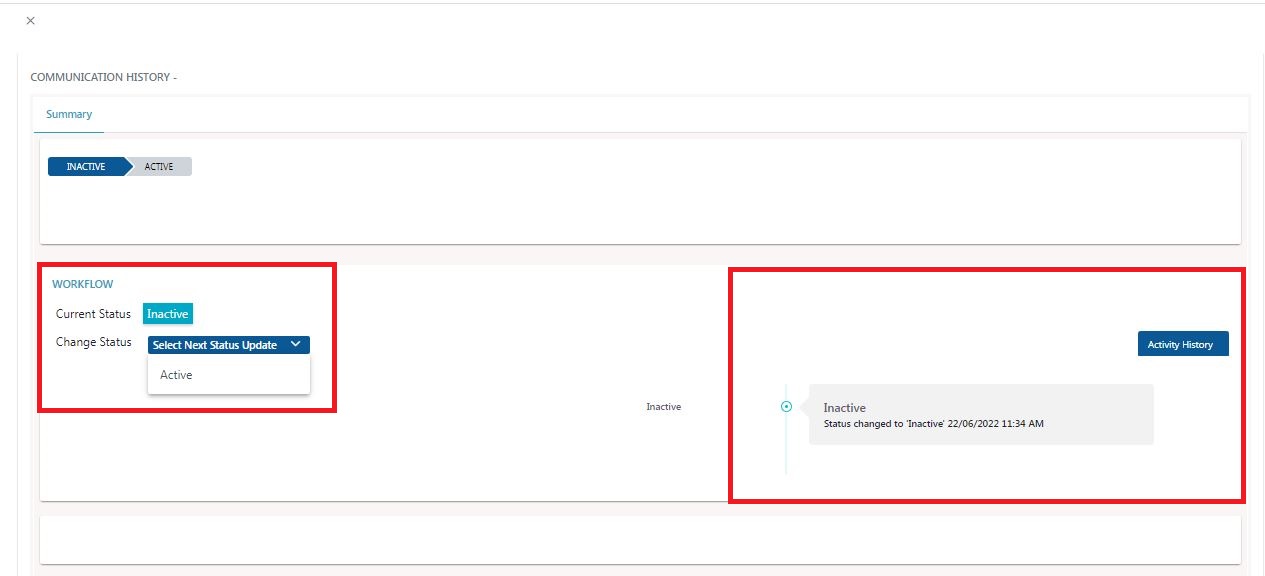 COMMUNICATION HISTORY -
Summary
INACTIVE ACTIVE
WORKFLOW
Current Status Inactive
Change Status Select Next Status Update
Active
Activity History
Inactive
Inactive
Status changed to 'Inactive' 22/06/2022 11:34 AM